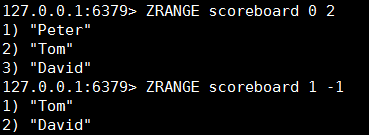 127.0.0.1:6379> ZRANGE scoreboard 0 2
1) "Peter"
2) "Tom"
3) "David"
127.0.0.1:6379> ZRANGE scoreboard 1 -1
1) "Tom"
2) "David"